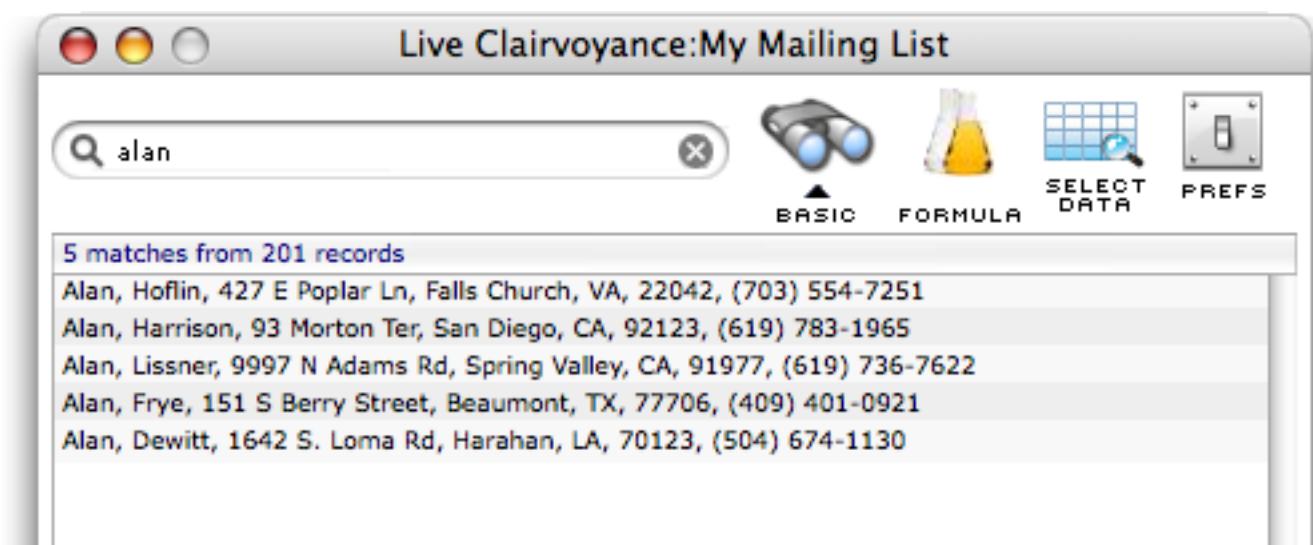 Live Clairvoyance:My Mailing List
alan
BASIC
FORMULA
SELECT
DATA
PREFS
5 matches from 201 records
Alan, Hoflin, 427 E Poplar Ln, Falls Church, VA, 22042, (703) 554-7251
Alan, Harrison, 93 Morton Ter, San Diego, CA, 92123, (619) 783-1965
Alan, Lissner, 9997 N Adams Rd, Spring Valley, CA, 91977, (619) 736-7622
Alan, Frye, 151 S Berry Street, Beaumont, TX, 77706, (409) 401-0921
Alan, Dewitt, 1642 S. Loma Rd, Harahan, LA, 70123, (504) 674-1130